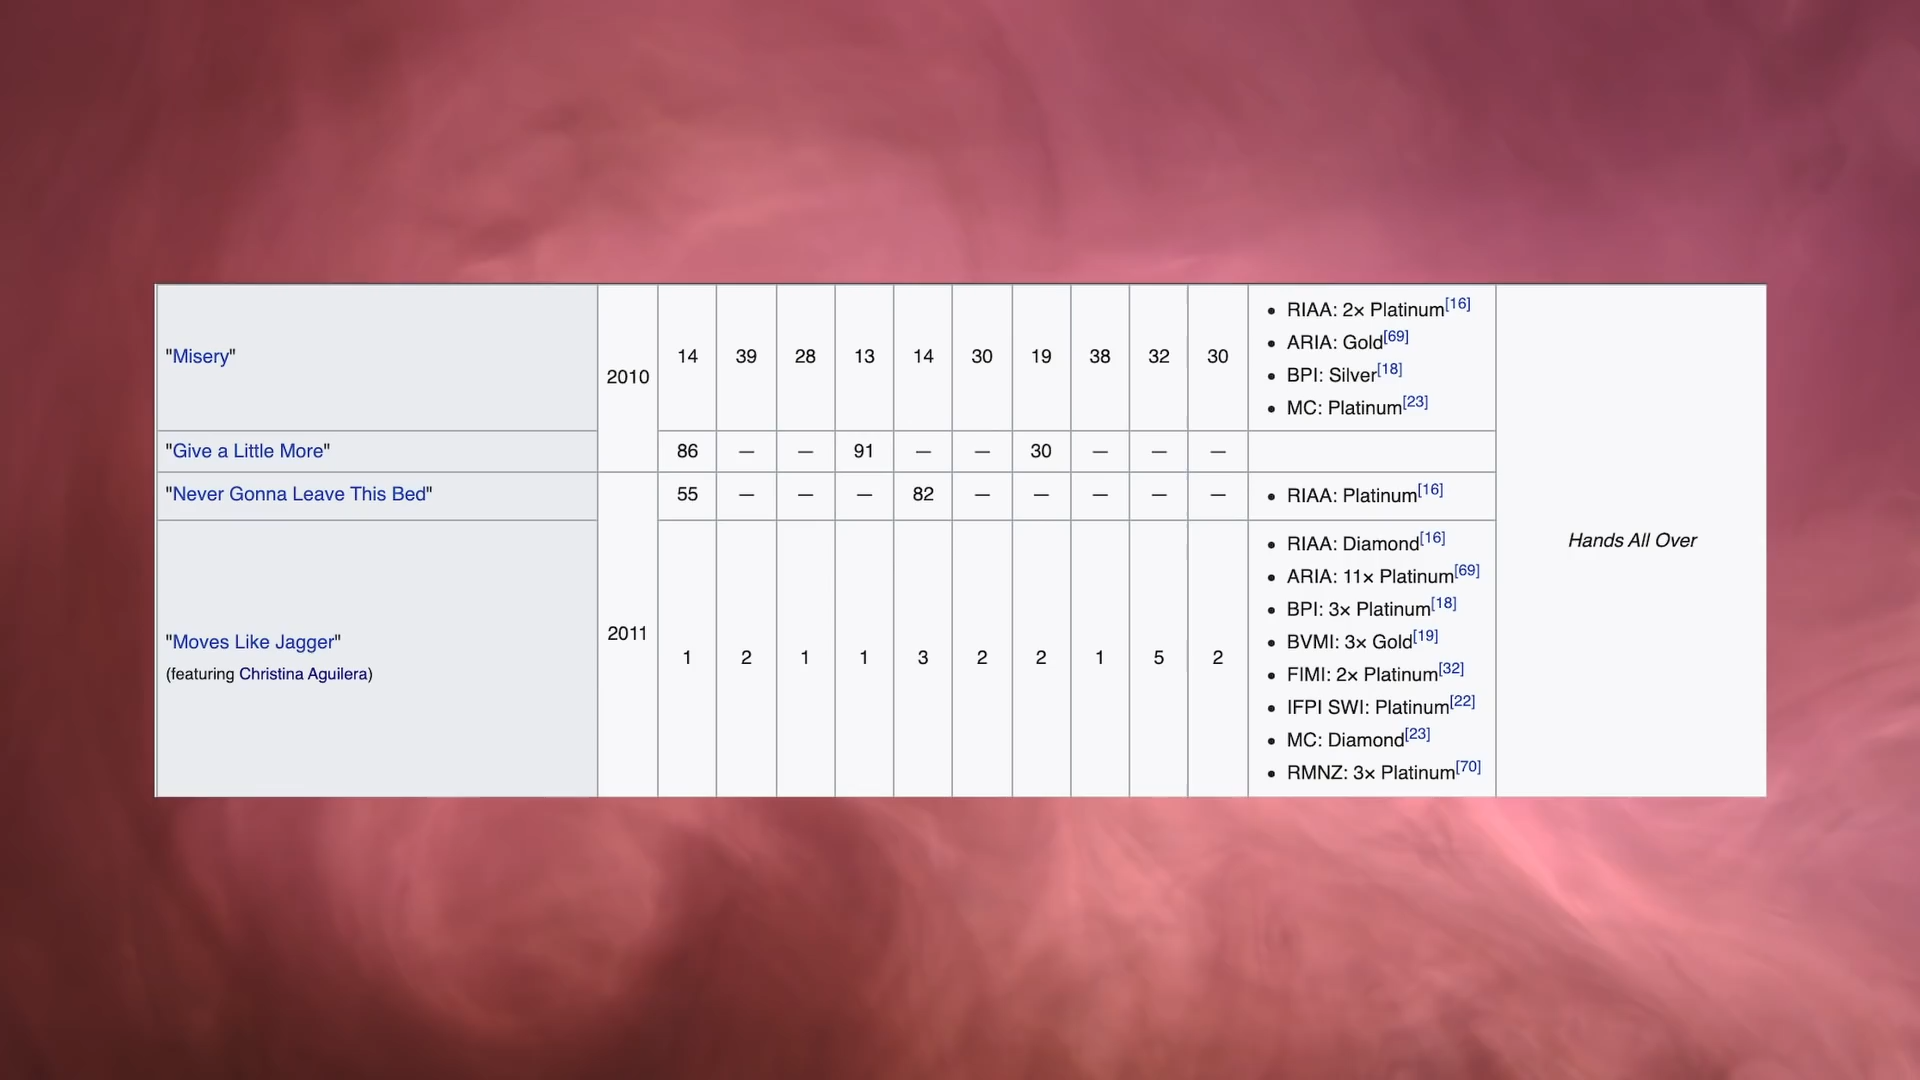 "Misery" 2010 14 39 28 13 14 30 19 38 32 30
• RIAA: 2× Platinum[16]
• ARIA: Gold[69]
• BPI: Silver[18]
• MC: Platinum[23]
"Give a Little More" 86 — — 91 — — 30 — — —
"Never Gonna Leave This Bed" 2011 55 — — — 82 — — — — —
• RIAA: Platinum[16]
"Moves Like Jagger"
(featuring Christina Aguilera)
1 2 1 1 3 2 2 1 5 2
• RIAA: Diamond[16]
• ARIA: 11× Platinum[69]
• BPI: 3× Platinum[18]
• BVMI: 3× Gold[19]
• FIMI: 2× Platinum[32]
• IFPI SWI: Platinum[22]
• MC: Diamond[23]
• RMNZ: 3× Platinum[70]
Hands All Over